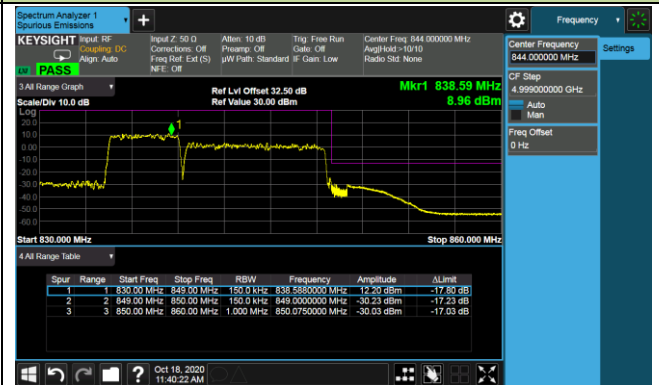 Spectrum Analyzer 1
Spurious Emissions
+
Frequency
KEYSIGHT Input: RF Input Z: 50 Ω Atten: 10 dB Trig: Free Run Center Freq: 844.000000 MHz
Coupling: DC Corrections: Off Preamp: Off Gate: Off Avg|Hold:>10/10
Align: Auto Freq Ref: Ext (S) µW Path: Standard IF Gain: Low Radio Std: None
NFE: Off
PASS
Center Frequency
844.000000 MHz
Settings
CF Step
4.999000000 GHz
Auto
Man
Freq Offset
0 Hz
3 All Range Graph
Ref Lvl Offset 32.50 dB
Mkr1 838.59 MHz
Scale/Div 10.0 dB
Ref Value 30.00 dBm
8.96 dBm
Log
20.0
10.0
0.00
-10.0
-20.0
-30.0
-40.0
-50.0
-60.0
1
Start 830.000 MHz
Stop 860.000 MHz
4 All Range Table
Spur Range Start Freq Stop Freq RBW Frequency Amplitude ΔLimit
1 1 830.00 MHz 849.00 MHz 150.0 kHz 838.5880000 MHz 12.20 dBm -17.80 dB
2 2 849.00 MHz 850.00 MHz 150.0 kHz 849.0000000 MHz -30.23 dBm -17.23 dB
3 3 850.00 MHz 860.00 MHz 1.000 MHz 850.0750000 MHz -30.03 dBm -17.03 dB
?
Oct 18, 2020
11:40:22 AM